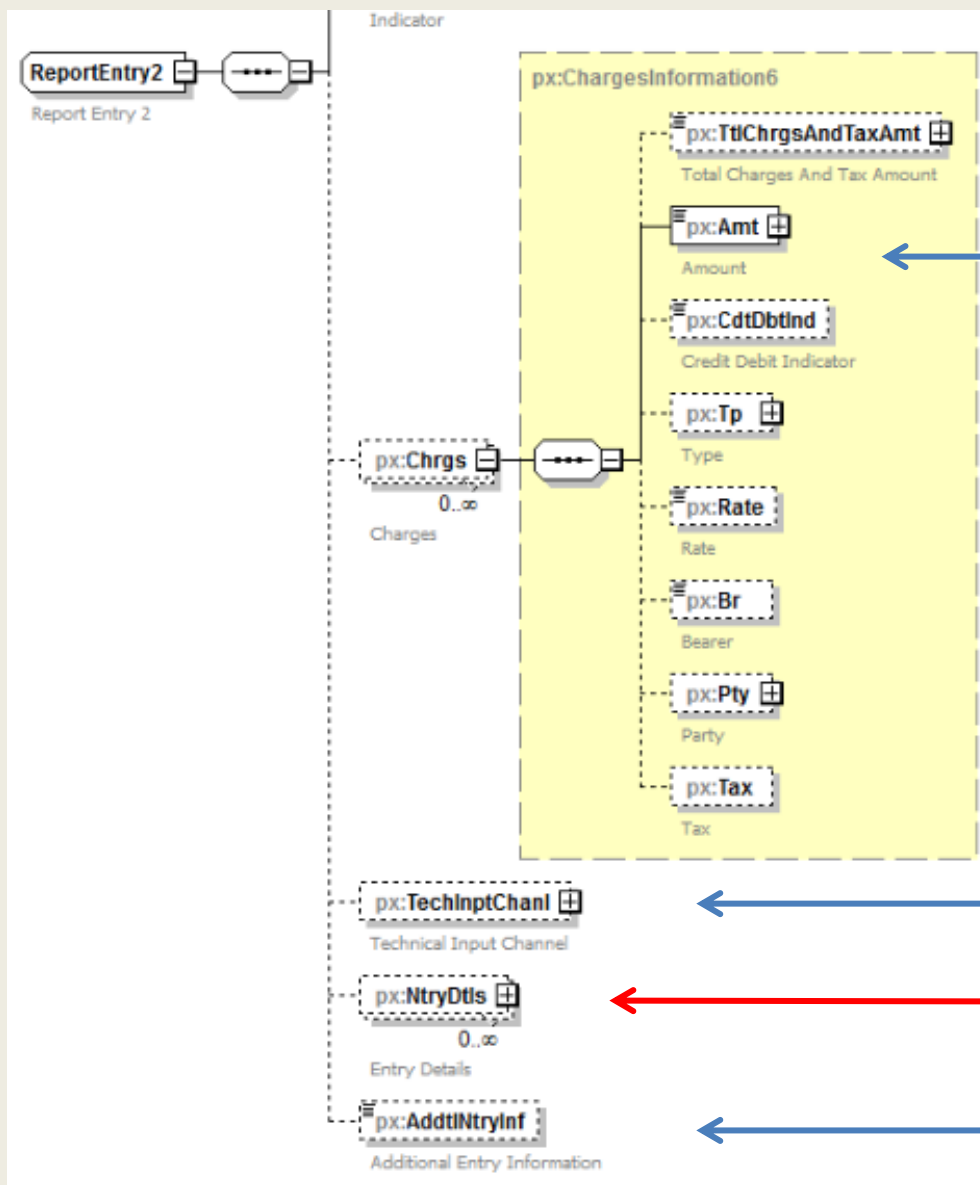 Indicator
ReportEntry2
Report Entry 2
px:ChargesInformation6
px:TtlChrgsAndTaxAmt
Total Charges And Tax Amount
px:Amt
Amount
px:CdtDbtInd
Credit Debit Indicator
px:Tp
Type
px:Chrgs
0..∞
Charges
px:Rate
Rate
px:Br
Bearer
px:Pty
Party
px:Tax
Tax
px:TechInptChanl
Technical Input Channel
px:NtryDtls
0..∞
Entry Details
px:AddtlNtryInf
Additional Entry Information